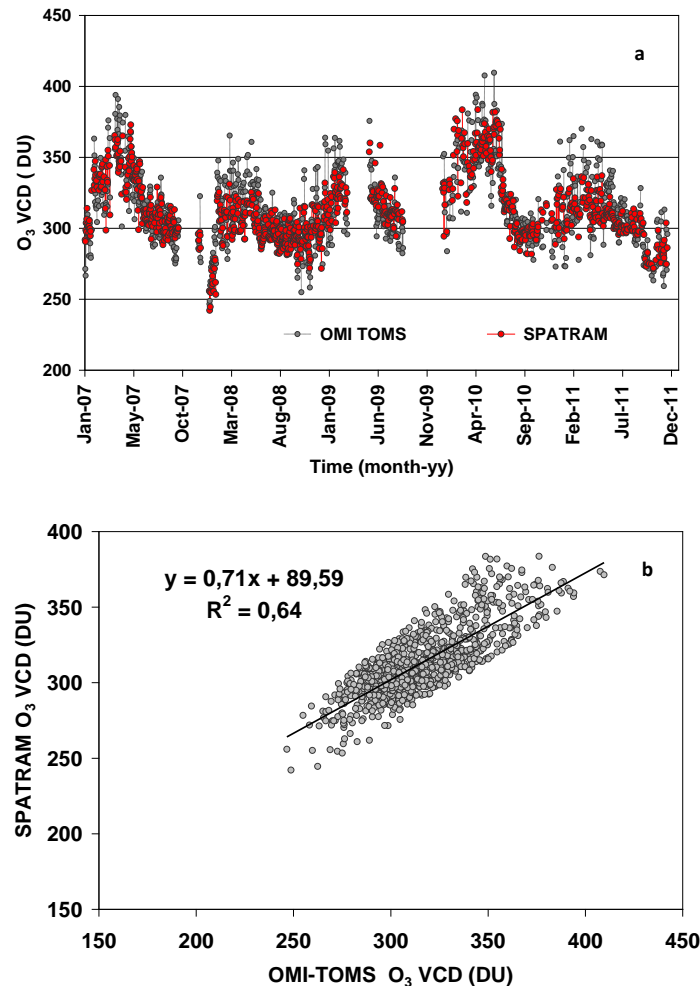 a
450
400
350
300
250
200
O3 VCD ( DU)
OMI TOMS
SPATRAM
Jan-07
May-07
Oct-07
Mar-08
Aug-08
Jan-09
Jun-09
Nov-09
Apr-10
Sep-10
Feb-11
Jul-11
Dec-11
Time (month-yy)
b
y = 0,71x + 89,59
R2 = 0,64
400
350
300
250
200
150
SPATRAM O3 VCD (DU)
150
200
250
300
350
400
450
OMI-TOMS O3 VCD (DU)